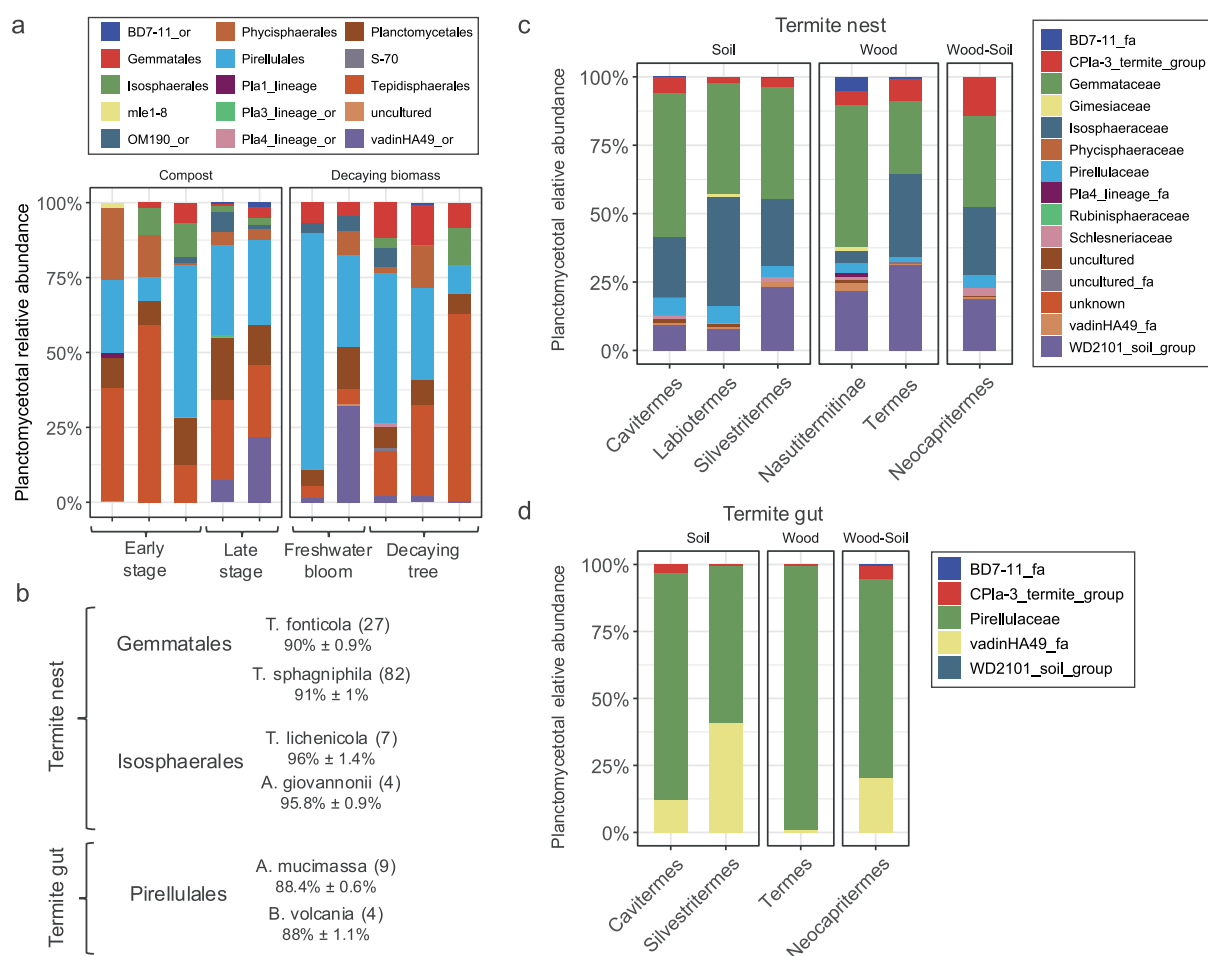 a
BD7-11_or
Gemmatales
Isosphaerales
mle1-8
OM190_or
Phycisphaerales
Pirellulales
Pla1_lineage
Pla3_lineage_or
Pla4_lineage_or
Planctomycetales
S-70
Tepidisphaerales
uncultured
vadinHA49_or
Compost
Decaying biomass
Planctomycetotal relative abundance
100%
75%
50%
25%
0%
Early
stage
Late
stage
Freshwater
bloom
Decaying
tree
b
Termite nest
Gemmatales
T. fonticola (27)
90% ± 0.9%
T. sphagniphila (82)
91% ± 1%
Isosphaerales
T. lichenicola (7)
96% ± 1.4%
A. giovannonii (4)
95.8% ± 0.9%
Termite gut
Pirellulales
A. mucimassa (9)
88.4% ± 0.6%
B. volcania (4)
88% ± 1.1%
c
Termite nest
Soil
Wood
Wood-Soil
Planctomycetotal elative abundance
100%
75%
50%
25%
0%
Cavitermes
Labiotermes
Silvestritermes
Nasutitermitinae
Termes
Neocapritermes
BD7-11_fa
CPla-3_termite_group
Gemmataceae
Gimesiaceae
Isosphaeraceae
Phycisphaeraceae
Pirellulaceae
Pla4_lineage_fa
Rubinisphaeraceae
Schlesneriaceae
uncultured
uncultured_fa
unknown
vadinHA49_fa
WD2101_soil_group
d
Termite gut
Soil
Wood
Wood-Soil
Planctomycetotal elative abundance
100%
75%
50%
25%
0%
Cavitermes
Silvestritermes
Termes
Neocapritermes
BD7-11_fa
CPla-3_termite_group
Pirellulaceae
vadinHA49_fa
WD2101_soil_group